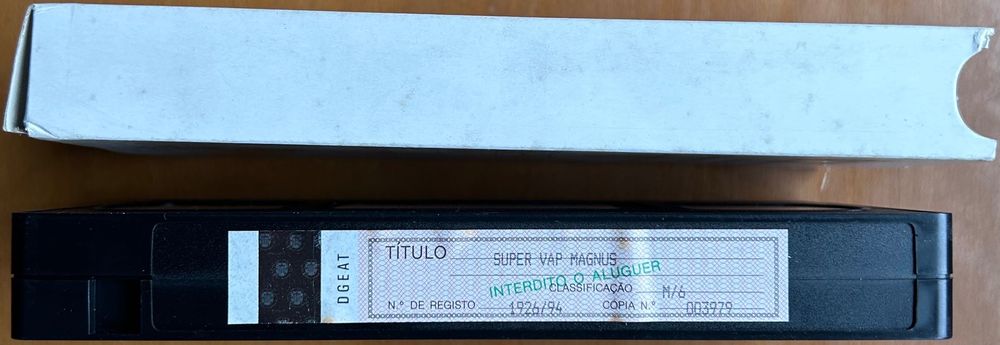 DGEAT
TÍTULO SUPER VAP MAGNUS
INTERDITO O ALUGUER
CLASSIFICAÇÃO M/6
N.º DE REGISTO 1926/94 CÓPIA N.º 003979